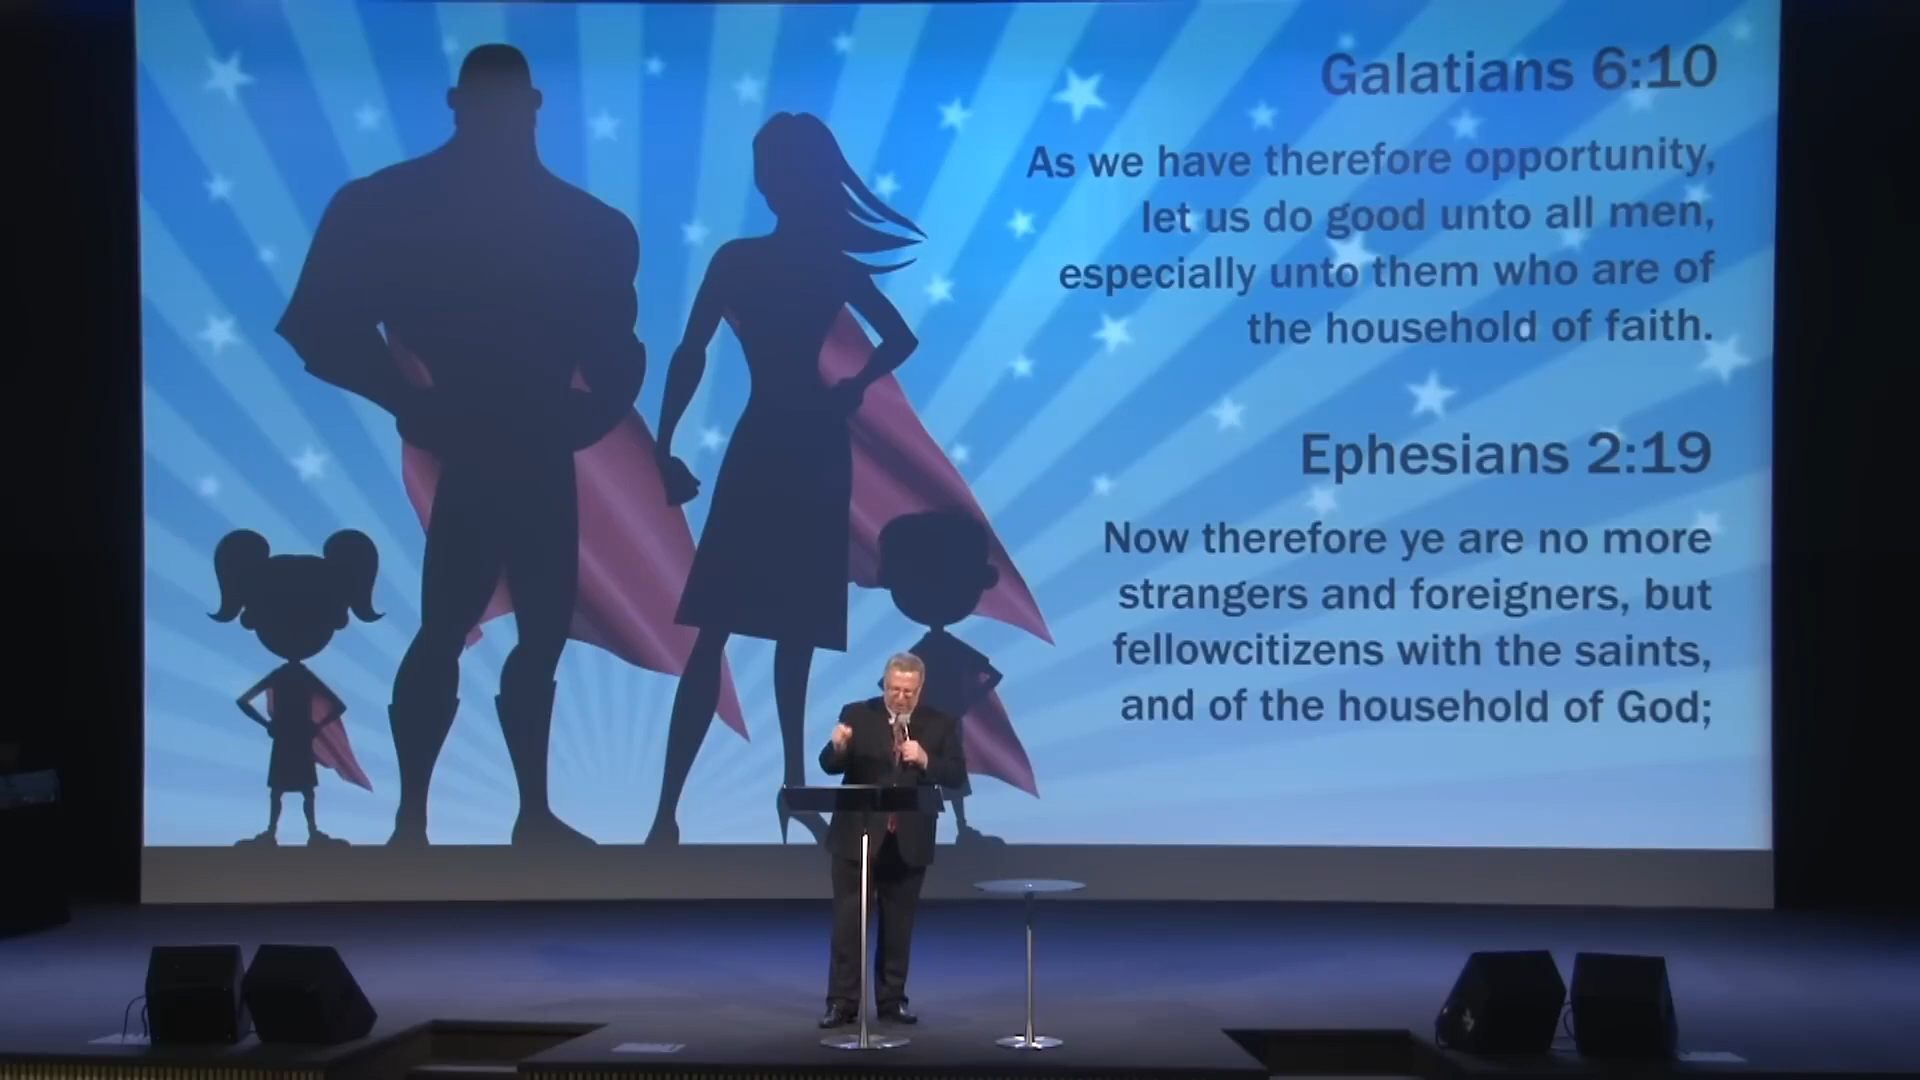 Galatians 6:10
As we have therefore opportunity,
let us do good unto all men,
especially unto them who are of
the household of faith.
Ephesians 2:19
Now therefore ye are no more
strangers and foreigners, but
fellowcitizens with the saints,
and of the household of God;